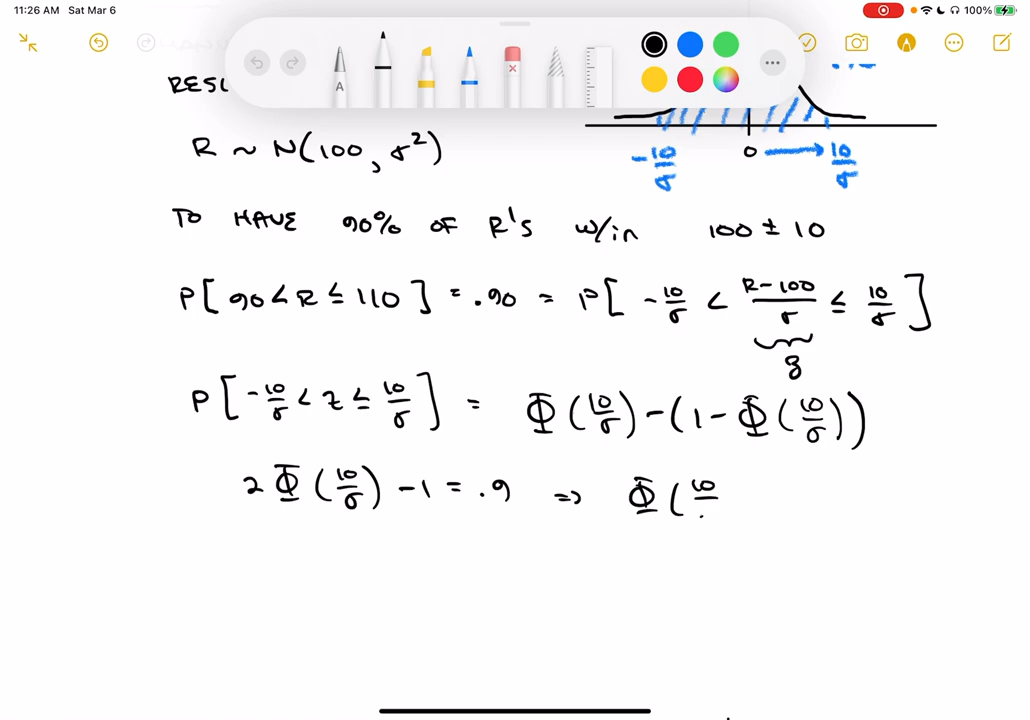 11:26 AM Sat Mar 6 100%
A
R ~ N(100, σ²)
-10/σ 0 10/σ
TO HAVE 90% OF R'S w/in 100 ± 10
P[90 < R ≤ 110] = .90 = P[-10/σ < R-100/σ ≤ 10/σ]
z
P[-10/σ < z ≤ 10/σ] = Φ(10/σ) - (1 - Φ(10/σ))
2Φ(10/σ) - 1 = .9 => Φ(10